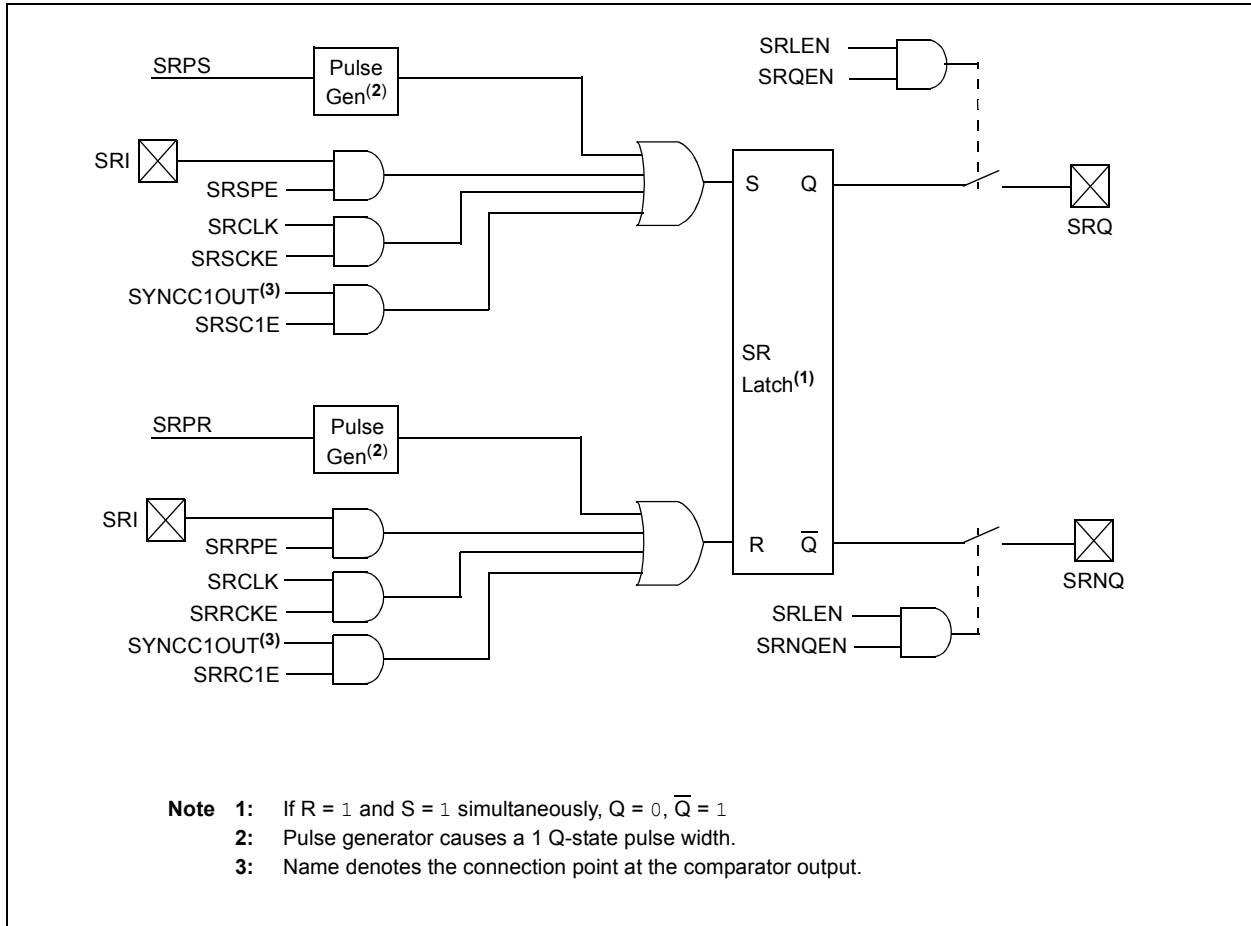 SRLEN
SRQEN
SRPS
Pulse
Gen(2)
SRI
SRSPE
SRCLK
SRSCKE
SYNCC1OUT(3)
SRSC1E
S Q
SRQ
SR
Latch(1)
SRPR
Pulse
Gen(2)
SRI
SRRPE
SRCLK
SRRCKE
SYNCC1OUT(3)
SRRC1E
R Q̅
SRNQ
SRLEN
SRNQEN
Note 1: If R = 1 and S = 1 simultaneously, Q = 0, Q̅ = 1
2: Pulse generator causes a 1 Q-state pulse width.
3: Name denotes the connection point at the comparator output.